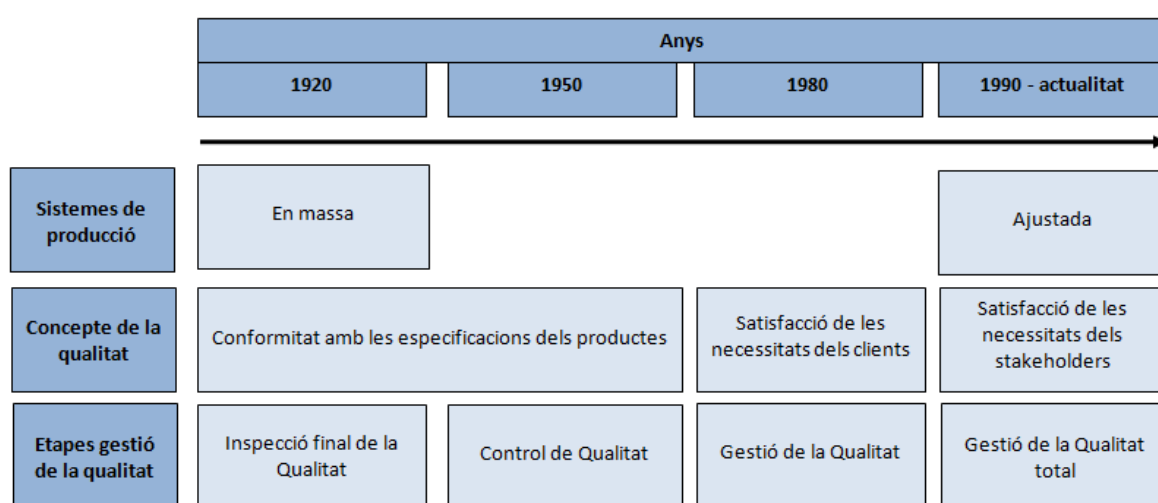 Anys
1920
1950
1980
1990 - actualitat
Sistemes de
producció
En massa
Ajustada
Concepte de la
qualitat
Conformitat amb les especificacions dels productes
Satisfacció de les
necessitats dels clients
Satisfacció de les
necessitats dels
stakeholders
Etapes gestió
de la qualitat
Inspecció final de la
Qualitat
Control de Qualitat
Gestió de la Qualitat
Gestió de la Qualitat
total